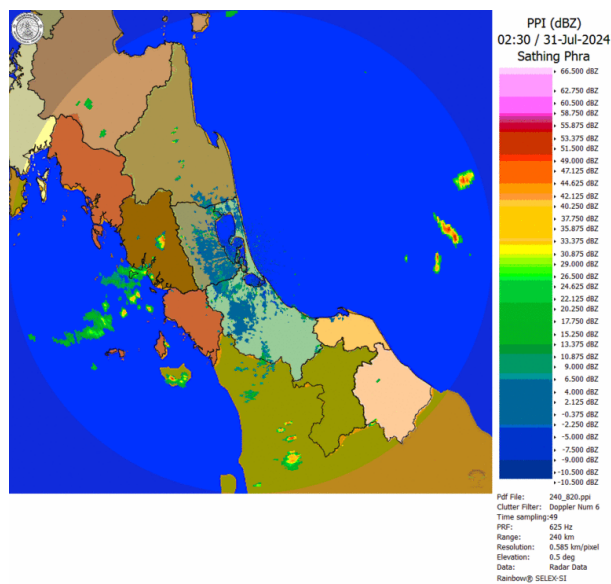 PPI (dBZ)
02:30 / 31-Jul-2024
Sathing Phra
66.500 dBZ
62.750 dBZ
60.500 dBZ
58.750 dBZ
55.875 dBZ
53.375 dBZ
51.500 dBZ
49.000 dBZ
47.125 dBZ
44.625 dBZ
42.125 dBZ
40.250 dBZ
37.750 dBZ
35.875 dBZ
33.375 dBZ
30.875 dBZ
29.000 dBZ
26.500 dBZ
24.625 dBZ
22.125 dBZ
20.250 dBZ
17.750 dBZ
15.250 dBZ
13.375 dBZ
10.875 dBZ
9.000 dBZ
6.500 dBZ
4.000 dBZ
2.125 dBZ
-0.375 dBZ
-2.250 dBZ
-5.000 dBZ
-7.500 dBZ
-9.000 dBZ
-10.500 dBZ
-10.500 dBZ
Pdf File: 240_820.ppi
Clutter Filter: Doppler Num 6
Time sampling:49
PRF: 625 Hz
Range: 240 km
Resolution: 0.585 km/pixel
Elevation: 0.5 deg
Data: Radar Data
Rainbow® SELEX-SI